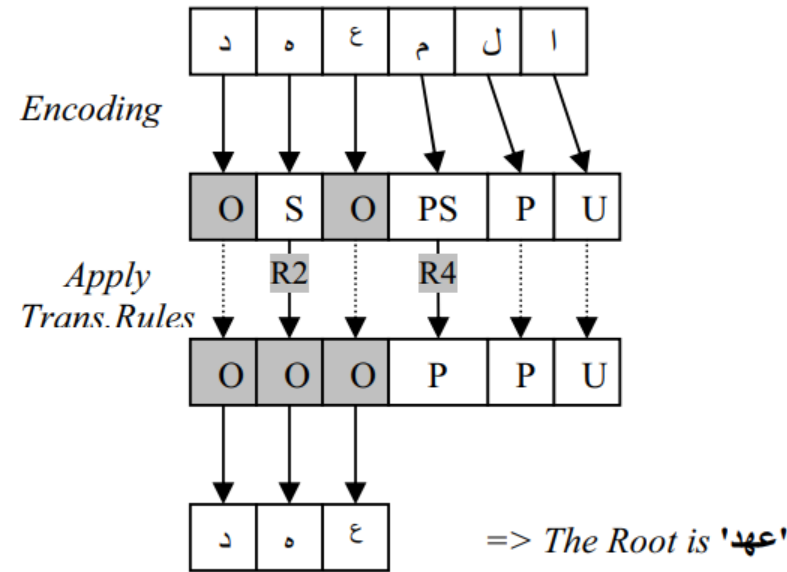 د ه ع م ل ا
Encoding
O S O PS P U
Apply
R2 R4
Trans.Rules
O O O P P U
د ه ع
=> The Root is 'عهد'